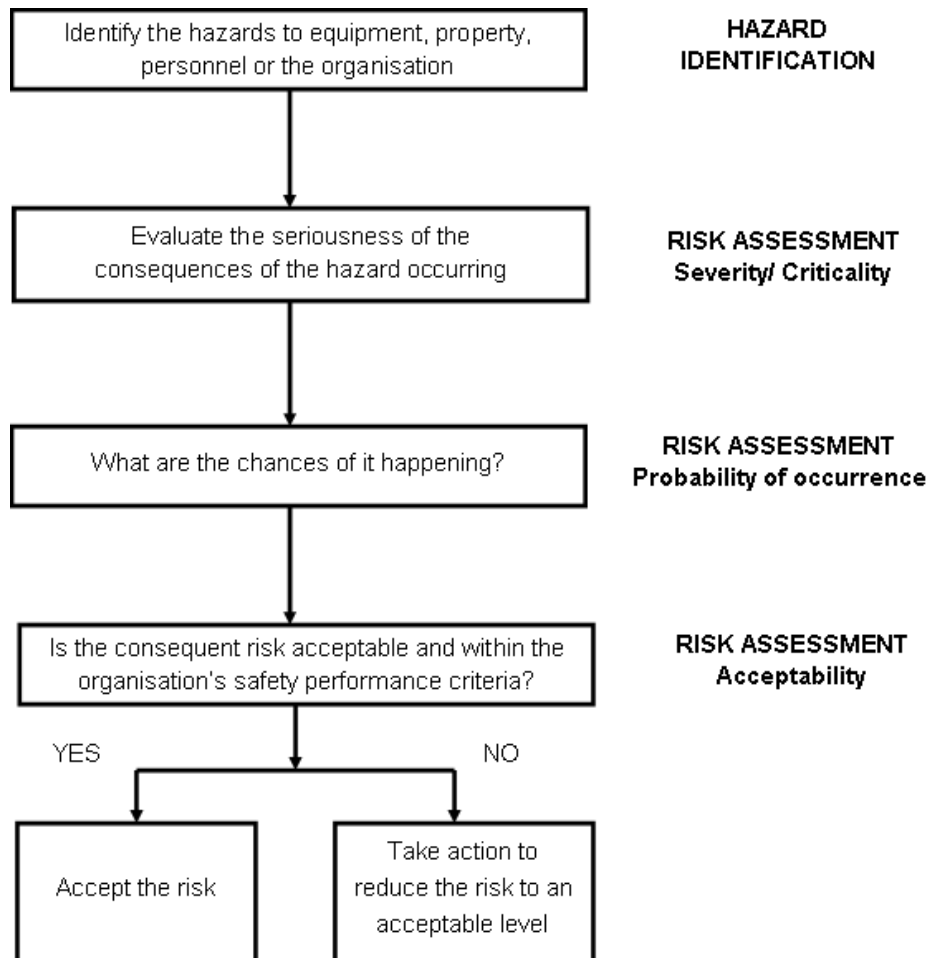 Identify the hazards to equipment, property,
personnel or the organisation
HAZARD
IDENTIFICATION
Evaluate the seriousness of the
consequences of the hazard occurring
RISK ASSESSMENT
Severity/ Criticality
What are the chances of it happening?
RISK ASSESSMENT
Probability of occurrence
Is the consequent risk acceptable and within the
organisation's safety performance criteria?
RISK ASSESSMENT
Acceptability
YES
NO
Accept the risk
Take action to
reduce the risk to an
acceptable level